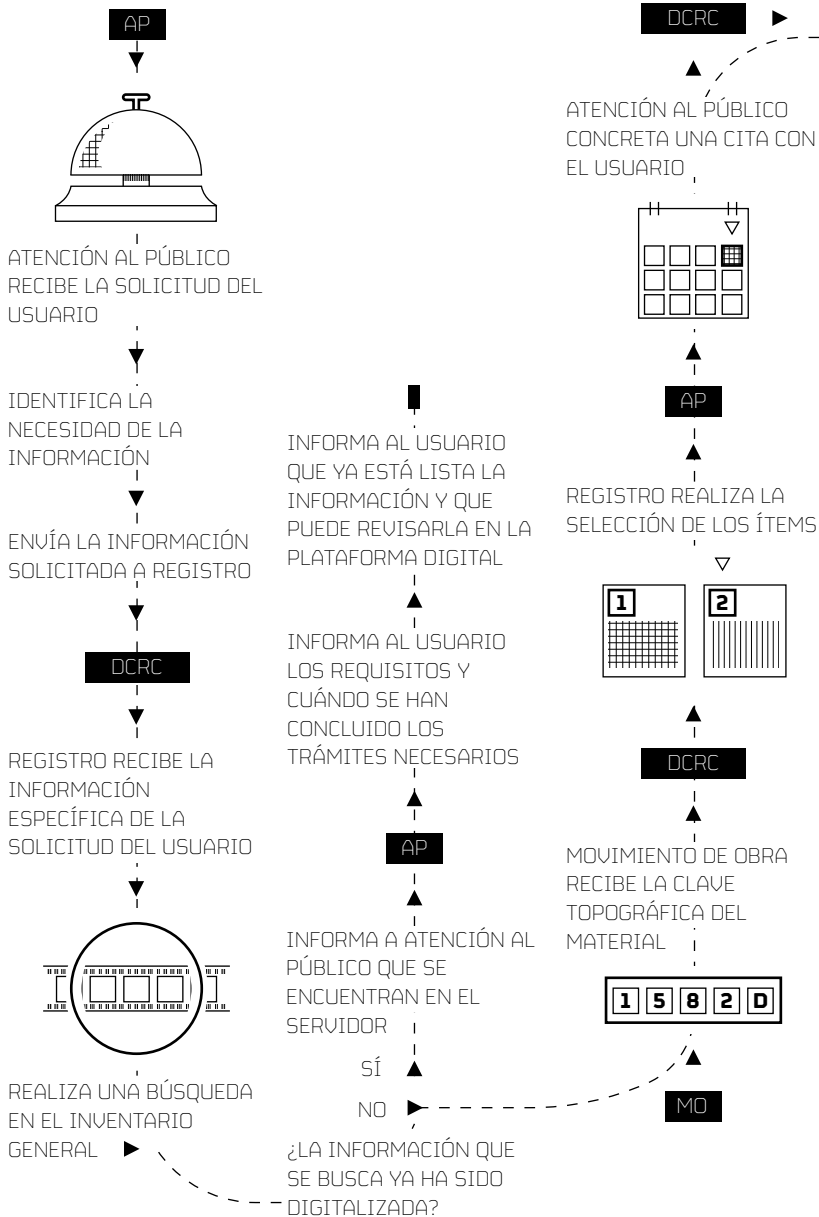 AP
ATENCIÓN AL PÚBLICO
RECIBE LA SOLICITUD DEL
USUARIO
IDENTIFICA LA
NECESIDAD DE LA
INFORMACIÓN
ENVÍA LA INFORMACIÓN
SOLICITADA A REGISTRO
DCRC
REGISTRO RECIBE LA
INFORMACIÓN
ESPECÍFICA DE LA
SOLICITUD DEL USUARIO
REALIZA UNA BÚSQUEDA
EN EL INVENTARIO
GENERAL
¿LA INFORMACIÓN QUE
SE BUSCA YA HA SIDO
DIGITALIZADA?
NO
SÍ
INFORMA A ATENCIÓN AL
PÚBLICO QUE SE
ENCUENTRAN EN EL
SERVIDOR
AP
INFORMA AL USUARIO
LOS REQUISITOS Y
CUÁNDO SE HAN
CONCLUIDO LOS
TRÁMITES NECESARIOS
INFORMA AL USUARIO
QUE YA ESTÁ LISTA LA
INFORMACIÓN Y QUE
PUEDE REVISARLA EN LA
PLATAFORMA DIGITAL
MO
1 5 8 2 D
MOVIMIENTO DE OBRA
RECIBE LA CLAVE
TOPOGRÁFICA DEL
MATERIAL
DCRC
1 2
REGISTRO REALIZA LA
SELECCIÓN DE LOS ÍTEMS
AP
ATENCIÓN AL PÚBLICO
CONCRETA UNA CITA CON
EL USUARIO
DCRC